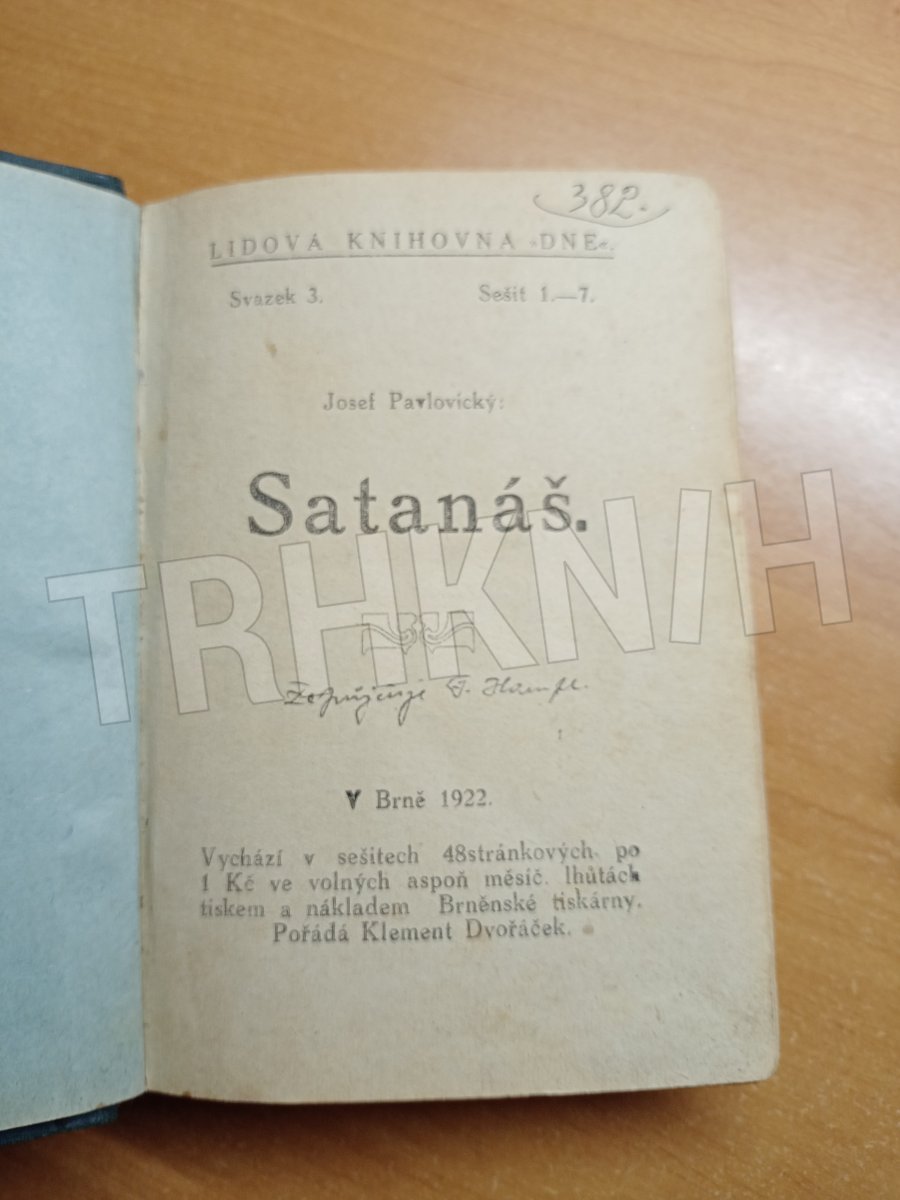 382.
LIDOVÁ KNIHOVNA »DNE«.
Svazek 3. Sešit 1.—7.
Josef Pavlovický:
Satanáš.
TRHKNIH
V Brně 1922.
Vychází v sešitech 48stránkových po
1 Kč ve volných aspoň měsíč. lhůtách
tiskem a nákladem Brněnské tiskárny.
Pořádá Klement Dvořáček.